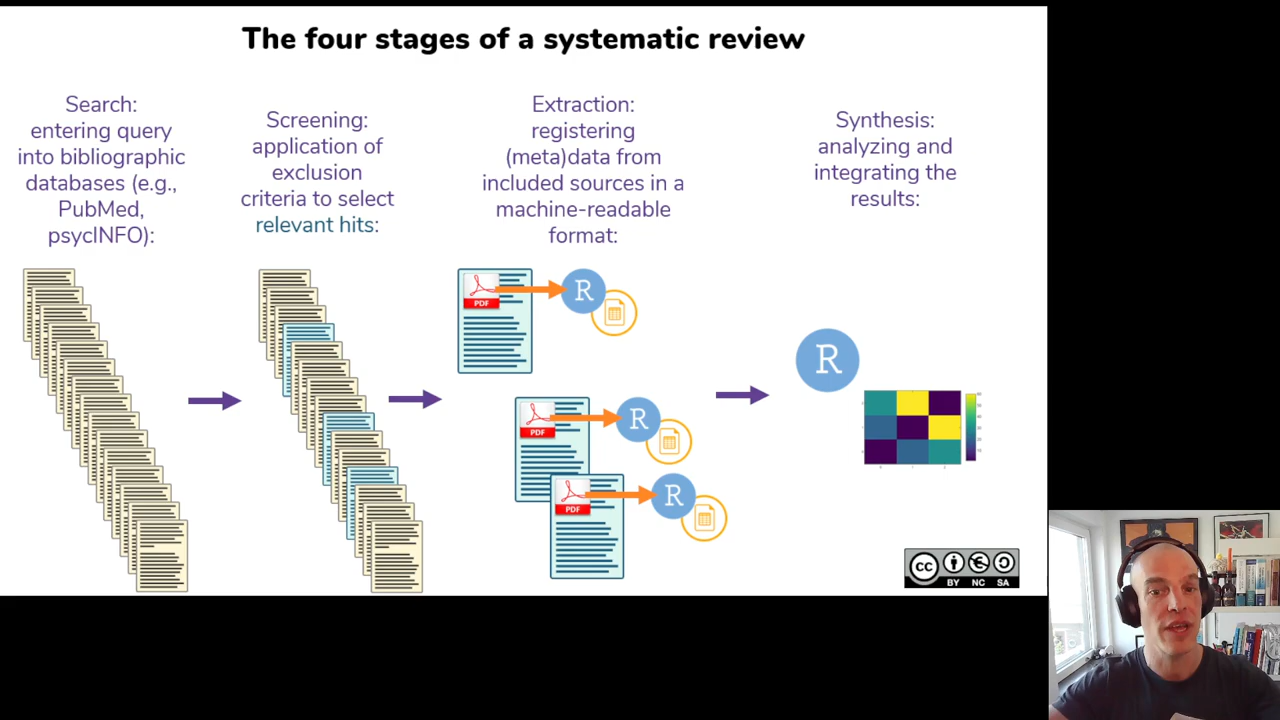 The four stages of a systematic review
Search:
entering query
into bibliographic
databases (e.g.,
PubMed,
psycINFO):
Screening:
application of
exclusion
criteria to select
relevant hits:
Extraction:
registering
(meta)data from
included sources in a
machine-readable
format:
Synthesis:
analyzing and
integrating the
results:
PDF
R
PDF
R
PDF
R
R
cc
BY NC SA